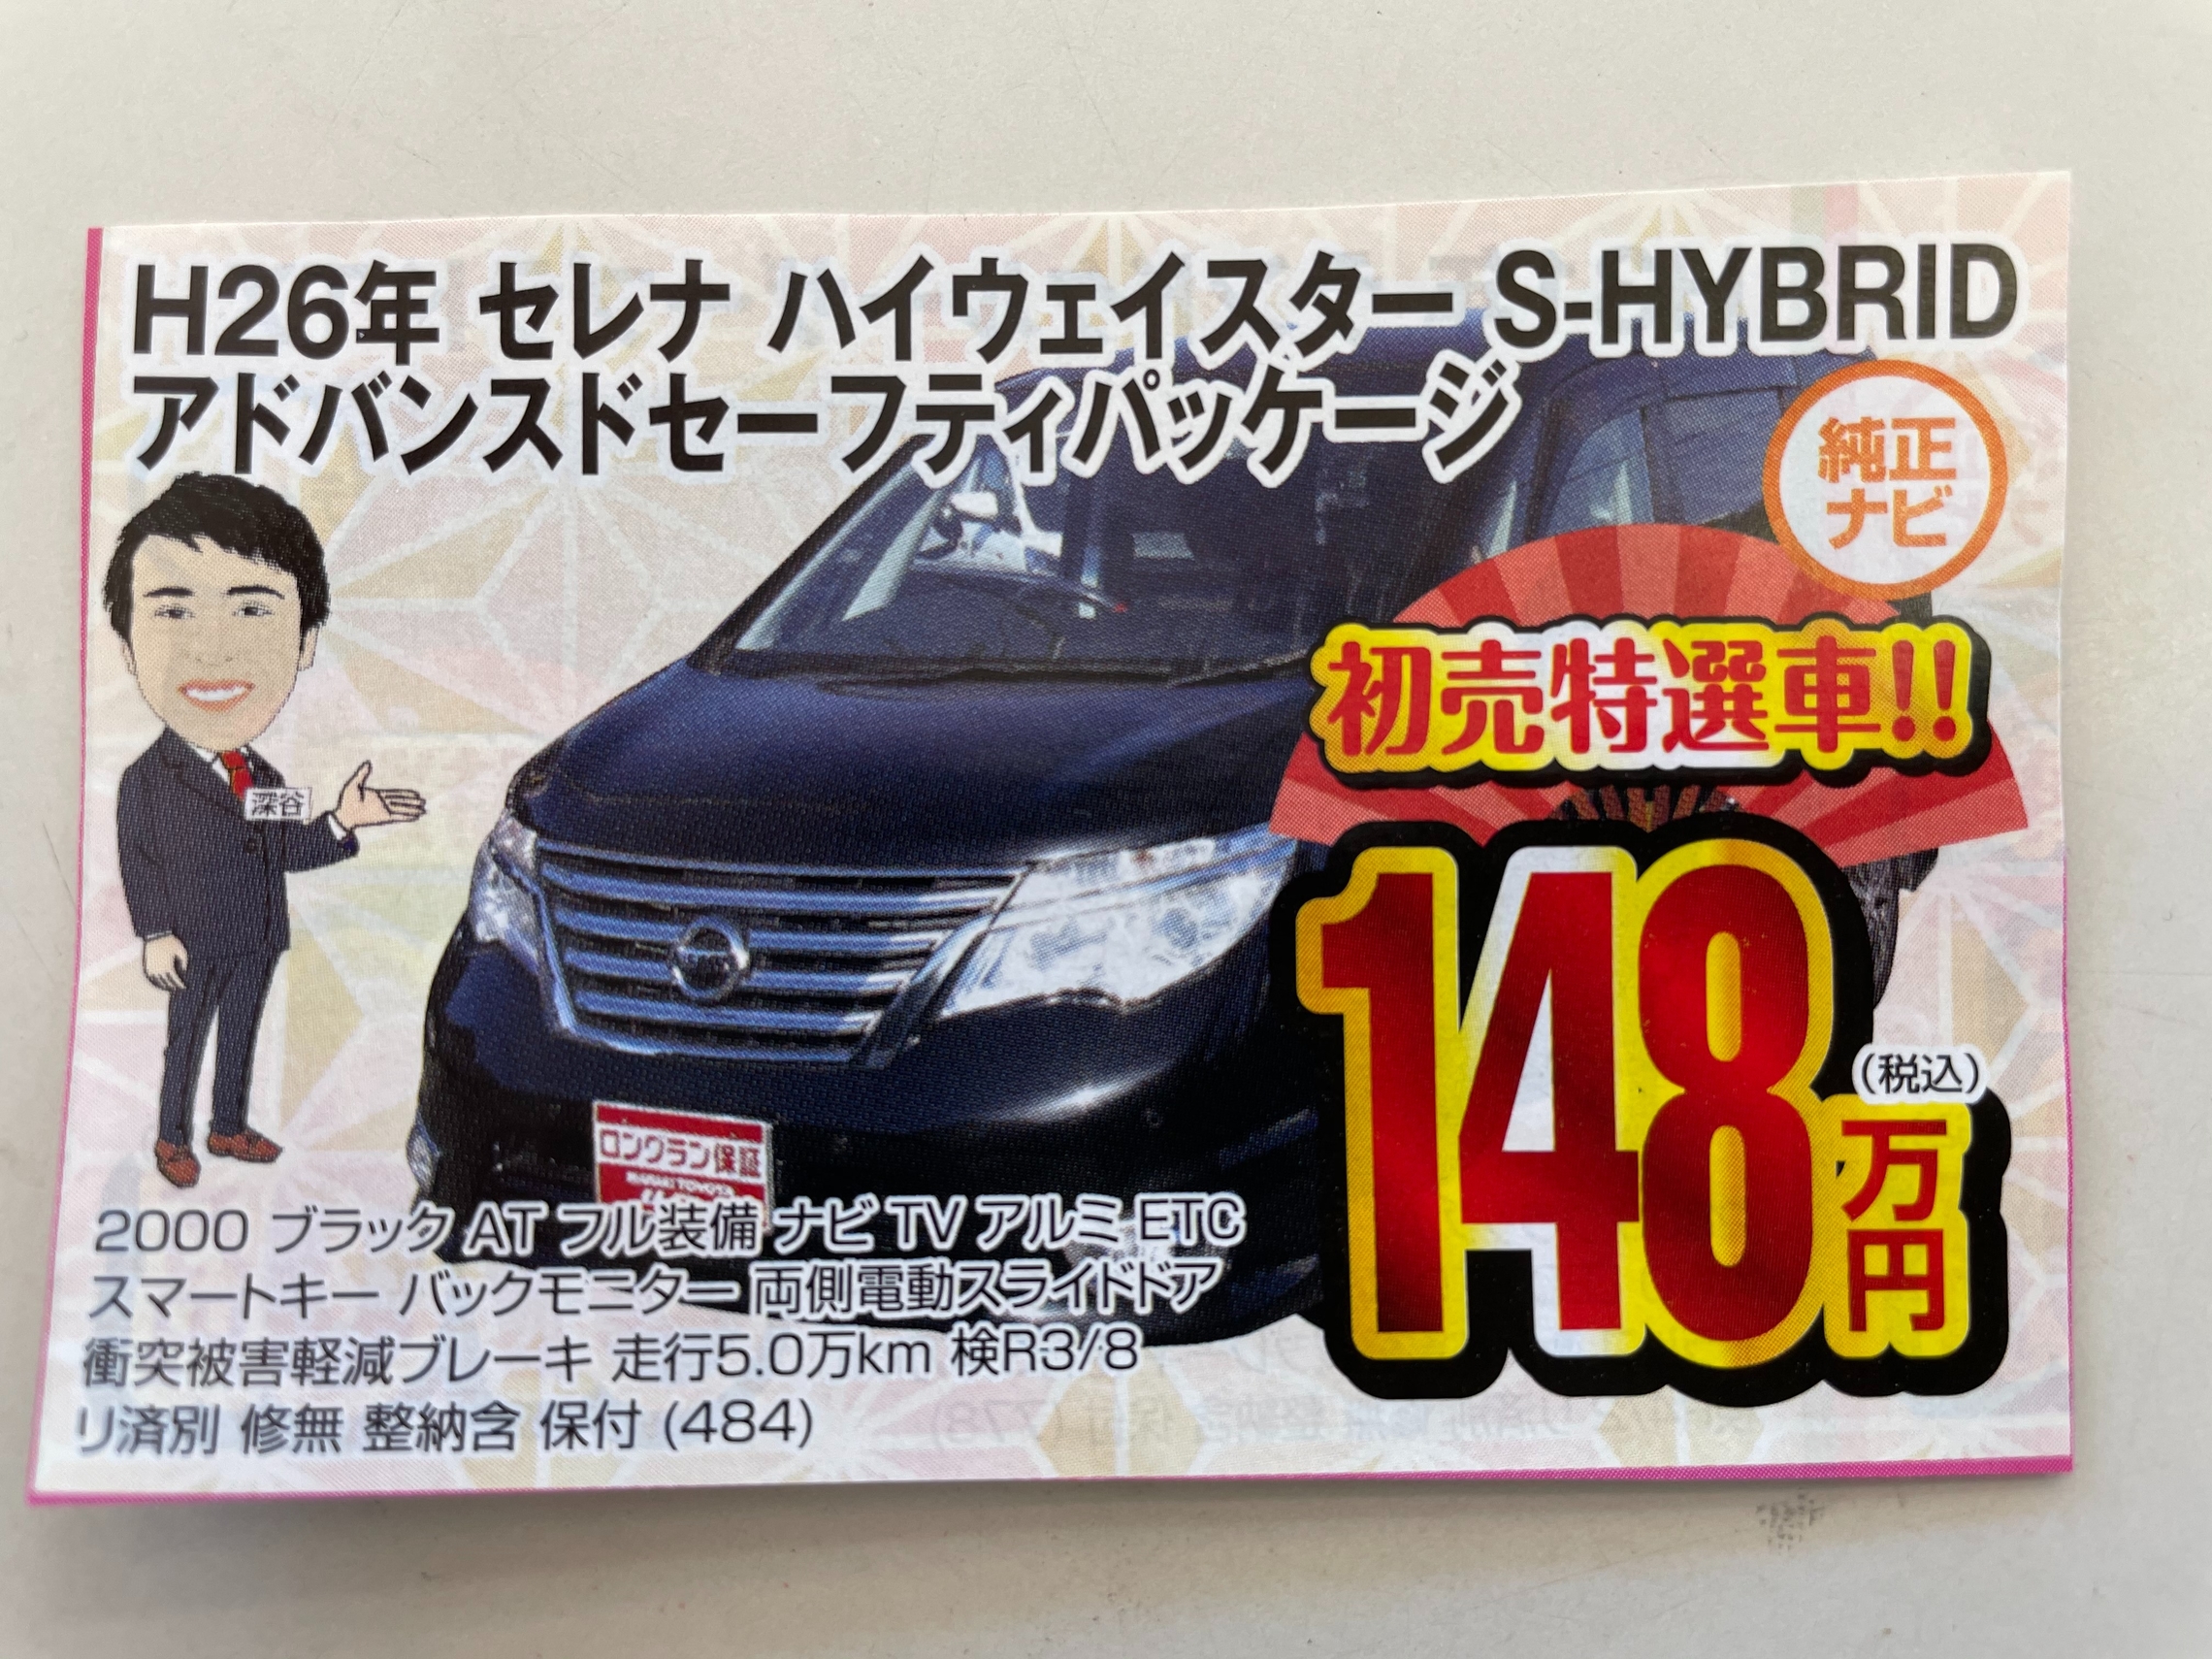 H26年 セレナ ハイウェイスター S-HYBRID
アドバンスドセーフティパッケージ
純正
ナビ
深谷
初売特選車!!
148万円
(税込)
ロングラン保証
2000 ブラック AT フル装備 ナビ TV アルミ ETC
スマートキー バックモニター 両側電動スライドドア
衝突被害軽減ブレーキ 走行5.0万km 検R3/8
リ済別 修無 整納含 保付 (484)